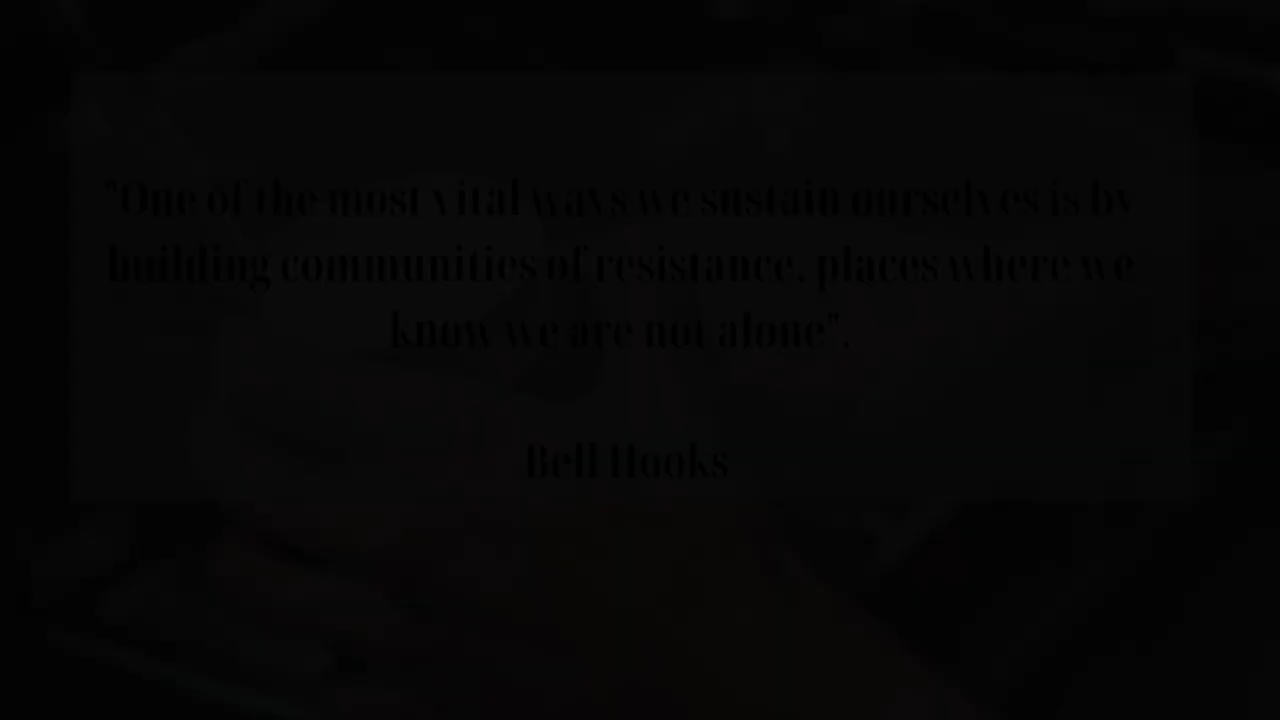 "One of the most vital ways we sustain ourselves is by
building communities of resistance, places where we
know we are not alone".
Bell Hooks